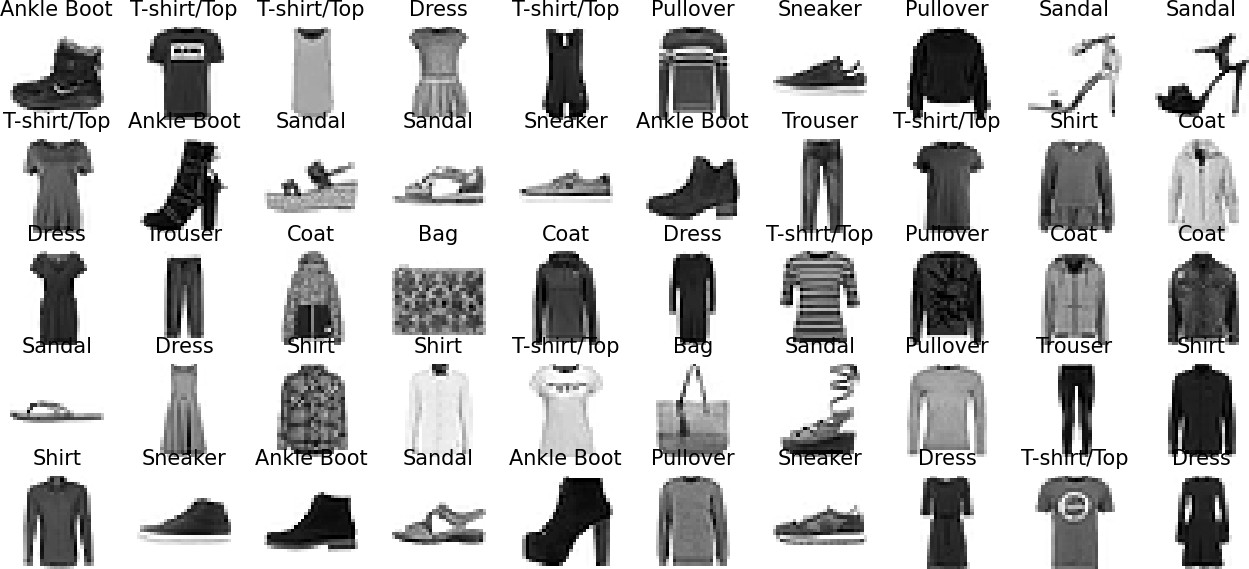 Ankle Boot T-shirt/Top T-shirt/Top Dress T-shirt/Top Pullover Sneaker Pullover Sandal Sandal
T-shirt/Top Ankle Boot Sandal Sandal Sneaker Ankle Boot Trouser T-shirt/Top Shirt Coat
Dress Trouser Coat Bag Coat Dress T-shirt/Top Pullover Coat Coat
Sandal Dress Shirt Shirt T-shirt/Top Bag Sandal Pullover Trouser Shirt
Shirt Sneaker Ankle Boot Sandal Ankle Boot Pullover Sneaker Dress T-shirt/Top Dress